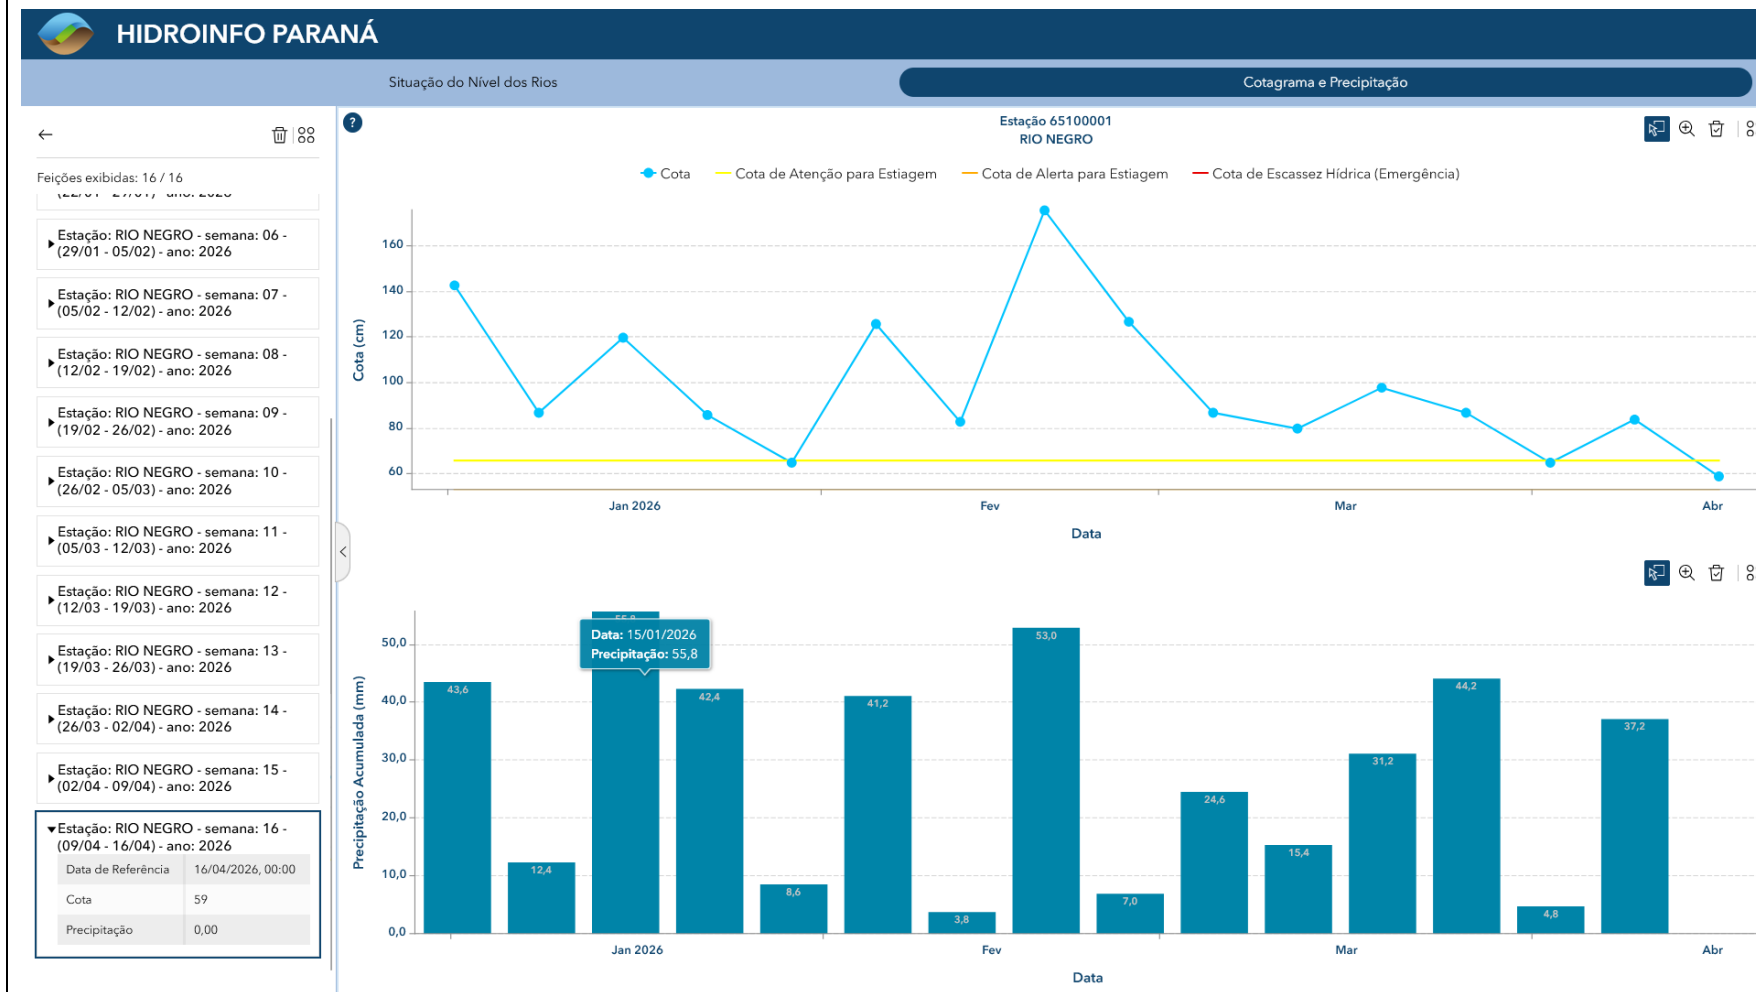 HIDROINFO PARANÁ
Situação do Nível dos Rios
Cotagrama e Precipitação
Feições exibidas: 16 / 16
(22/01 - 29/01) - ano: 2026
Estação: RIO NEGRO - semana: 06 -
(29/01 - 05/02) - ano: 2026
Estação: RIO NEGRO - semana: 07 -
(05/02 - 12/02) - ano: 2026
Estação: RIO NEGRO - semana: 08 -
(12/02 - 19/02) - ano: 2026
Estação: RIO NEGRO - semana: 09 -
(19/02 - 26/02) - ano: 2026
Estação: RIO NEGRO - semana: 10 -
(26/02 - 05/03) - ano: 2026
Estação: RIO NEGRO - semana: 11 -
(05/03 - 12/03) - ano: 2026
Estação: RIO NEGRO - semana: 12 -
(12/03 - 19/03) - ano: 2026
Estação: RIO NEGRO - semana: 13 -
(19/03 - 26/03) - ano: 2026
Estação: RIO NEGRO - semana: 14 -
(26/03 - 02/04) - ano: 2026
Estação: RIO NEGRO - semana: 15 -
(02/04 - 09/04) - ano: 2026
Estação: RIO NEGRO - semana: 16 -
(09/04 - 16/04) - ano: 2026
Data de Referência 16/04/2026, 00:00
Cota 59
Precipitação 0,00
?
Estação 65100001
RIO NEGRO
Cota Cota de Atenção para Estiagem Cota de Alerta para Estiagem Cota de Escassez Hídrica (Emergência)
Cota (cm)
160
140
120
100
80
60
Jan 2026 Fev Mar Abr
Data
Precipitação Acumulada (mm)
50,0
40,0
30,0
20,0
10,0
0,0
43,6
12,4
55,8
Data: 15/01/2026
Precipitação: 55,8
42,4
8,6
41,2
3,8
53,0
7,0
24,6
15,4
31,2
44,2
4,8
37,2
Jan 2026 Fev Mar Abr
Data